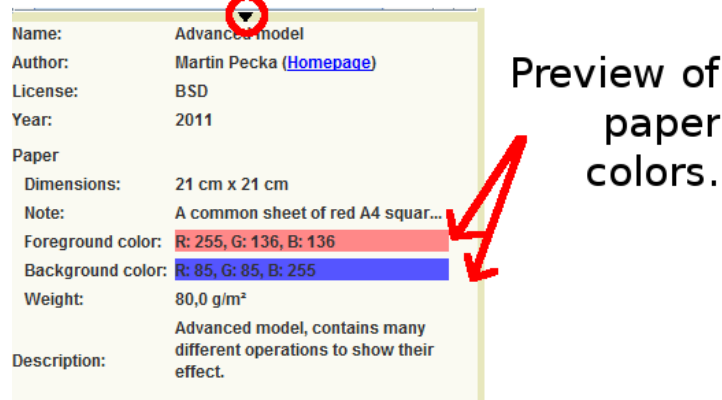 Name: Advanced model
Author: Martin Pecka (Homepage)
License: BSD
Year: 2011
Paper
Dimensions: 21 cm x 21 cm
Note: A common sheet of red A4 squar...
Foreground color: R: 255, G: 136, B: 136
Background color: R: 85, G: 85, B: 255
Weight: 80,0 g/m²
Description: Advanced model, contains many
different operations to show their
effect.
Preview of
paper
colors.